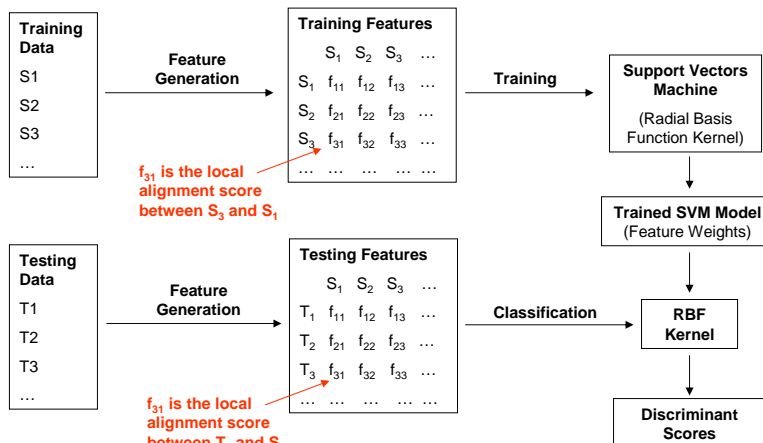 Training
Data
S1
S2
S3
…
Feature
Generation
Training Features
S₁ S₂ S₃ …
S₁ f₁₁ f₁₂ f₁₃ …
S₂ f₂₁ f₂₂ f₂₃ …
S₃ f₃₁ f₃₂ f₃₃ …
… … … … …
f₃₁ is the local
alignment score
between S₃ and S₁
Training
Support Vectors
Machine
(Radial Basis
Function Kernel)
Trained SVM Model
(Feature Weights)
Testing
Data
T1
T2
T3
…
Feature
Generation
Testing Features
S₁ S₂ S₃ …
T₁ f₁₁ f₁₂ f₁₃ …
T₂ f₂₁ f₂₂ f₂₃ …
T₃ f₃₁ f₃₂ f₃₃ …
… … … … …
f₃₁ is the local
alignment score
between T and S
Classification
RBF
Kernel
Discriminant
Scores